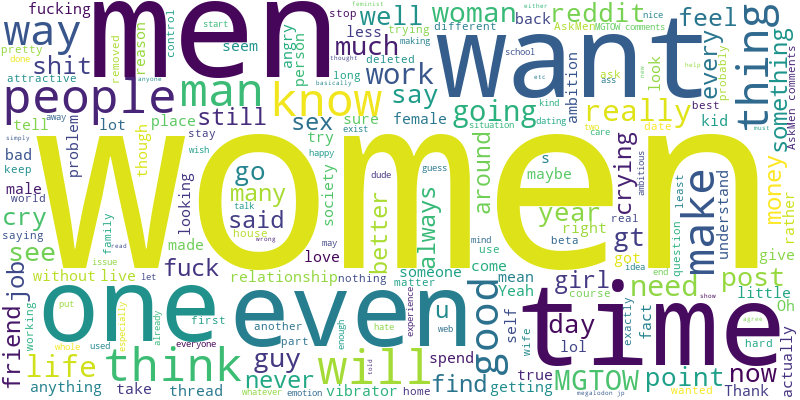 fucking
men
stop
well
woman
back
reddit
feminist
different
either
AskMen
MGTOW comments
nice
start
way
pretty
done
removed
reason
control
angry
person
much
less
trying
making
school
feel
every
thing
something
AskMen comments
shit
seem
attractive
deleted
thought
want
etc
ass
ask
new
look
probably
help
people
man
know
long
basically
work
kind
dating
ambition
going
really
best
kid
anyone
tell
away
lot
place
still
sex
sure
say
female
situation
two
date
must
bad
keep
problem
though
stay
wish
exist
try
happy
dude
guess
s
maybe
care
crying
ambitious
least
understand
money
rather
male
world
looking
go
many
society
talk
women
around
year
right
real
make
cry
saying
family
said
house
wrong
may
better
always
mind
use
beta
idea
gt
got
end
question
see
made
fuck
love
nothing
someone
come
mean
girl
course
need
post
give
job
without
live
issue
let
read
relationship
matter
experience
Yeah
self
exactly
fact
show
little
Oh
friend
working
put
one
first
even
u
web
good
day
lol
time
agree
hard
actually
especially
already
another
part
enough
hate
told
wife
whole
used
everyone
guy
life
think
never
will
spend
find
true
getting
MGTOW
point
wanted
now
Thank
anything
take
thread
whatever
emotion
vibrator
home
megalodon jp
simply